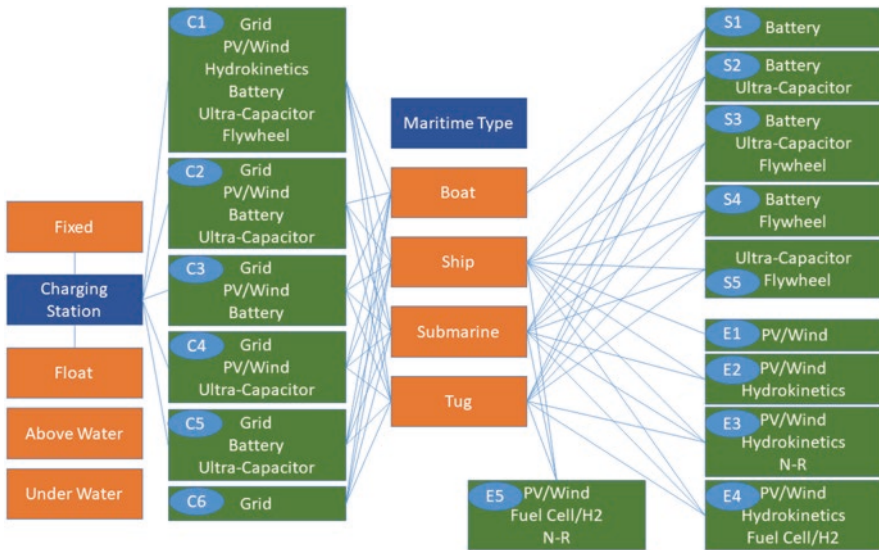 Fixed
Charging
Station
Float
Above Water
Under Water
C1
Grid
PV/Wind
Hydrokinetics
Battery
Ultra-Capacitor
Flywheel
C2
Grid
PV/Wind
Battery
Ultra-Capacitor
C3
Grid
PV/Wind
Battery
C4
Grid
PV/Wind
Ultra-Capacitor
C5
Grid
Battery
Ultra-Capacitor
C6
Grid
Maritime Type
Boat
Ship
Submarine
Tug
E5
PV/Wind
Fuel Cell/H2
N-R
S1
Battery
S2
Battery
Ultra-Capacitor
S3
Battery
Ultra-Capacitor
Flywheel
S4
Battery
Flywheel
Ultra-Capacitor
S5
Flywheel
E1
PV/Wind
E2
PV/Wind
Hydrokinetics
E3
PV/Wind
Hydrokinetics
N-R
E4
PV/Wind
Hydrokinetics
Fuel Cell/H2